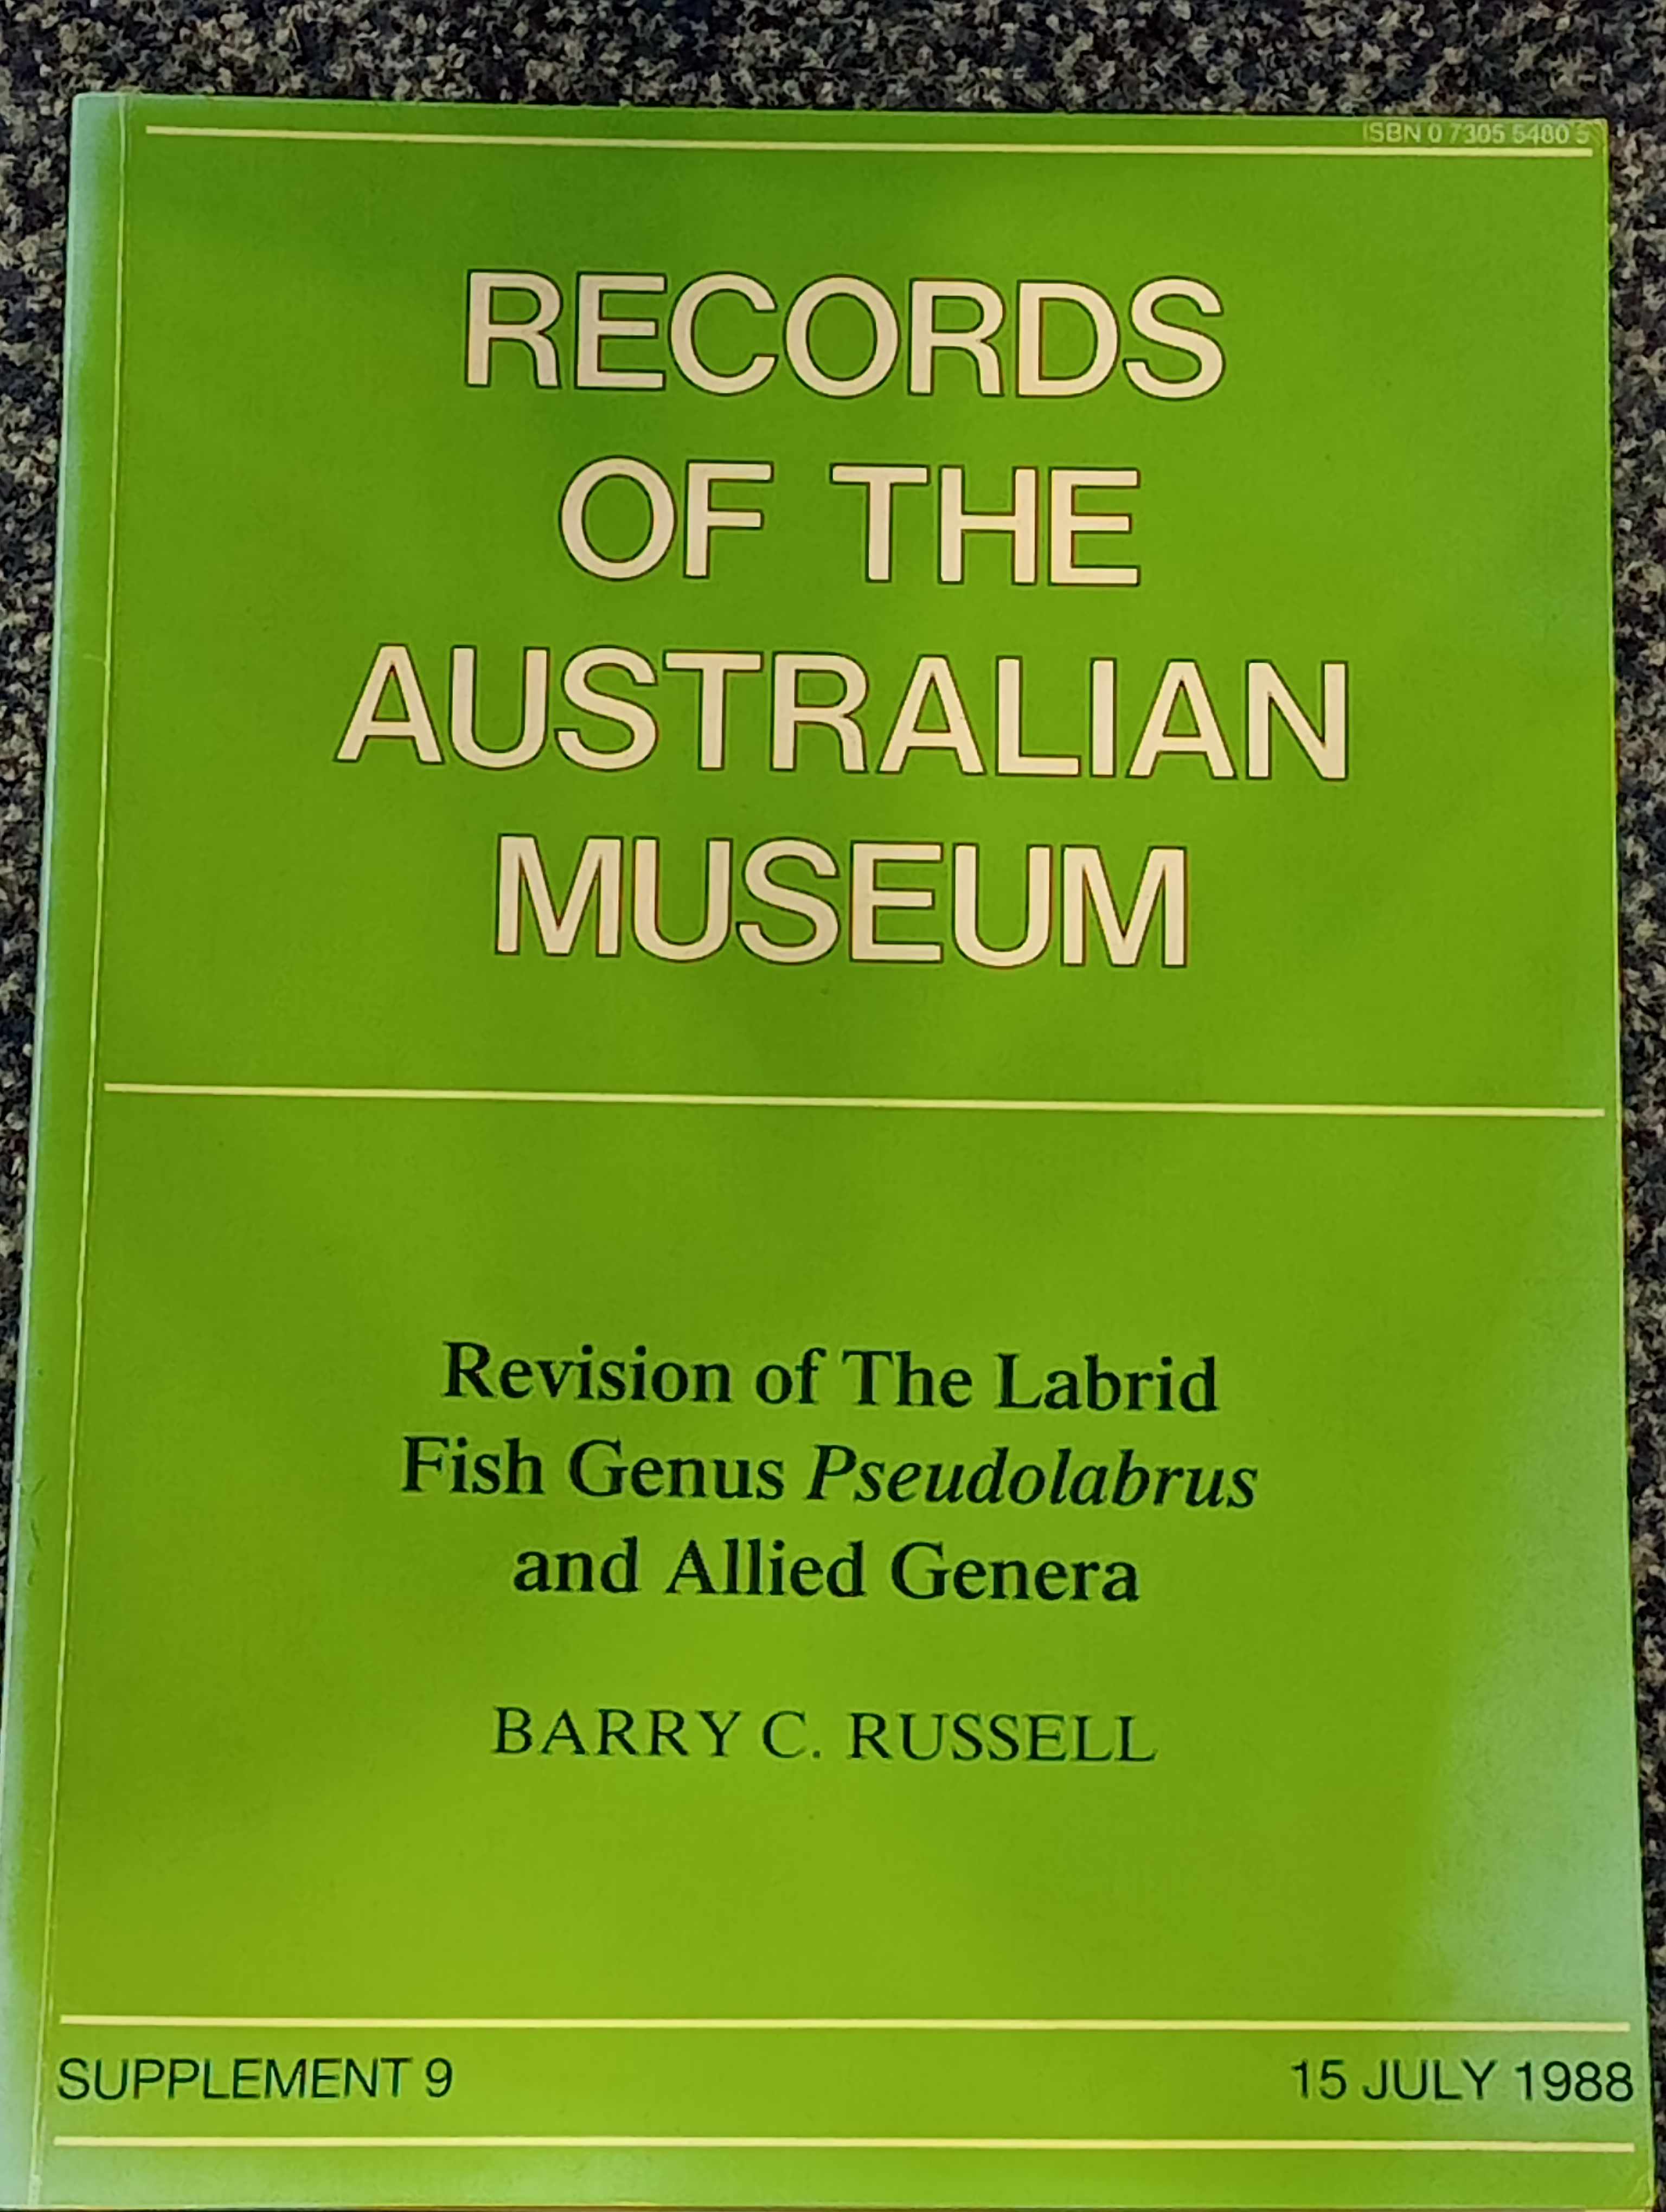 ISBN 0 7305 5480 5
RECORDS
OF THE
AUSTRALIAN
MUSEUM
Revision of The Labrid
Fish Genus Pseudolabrus
and Allied Genera
BARRY C. RUSSELL
SUPPLEMENT 9
15 JULY 1988